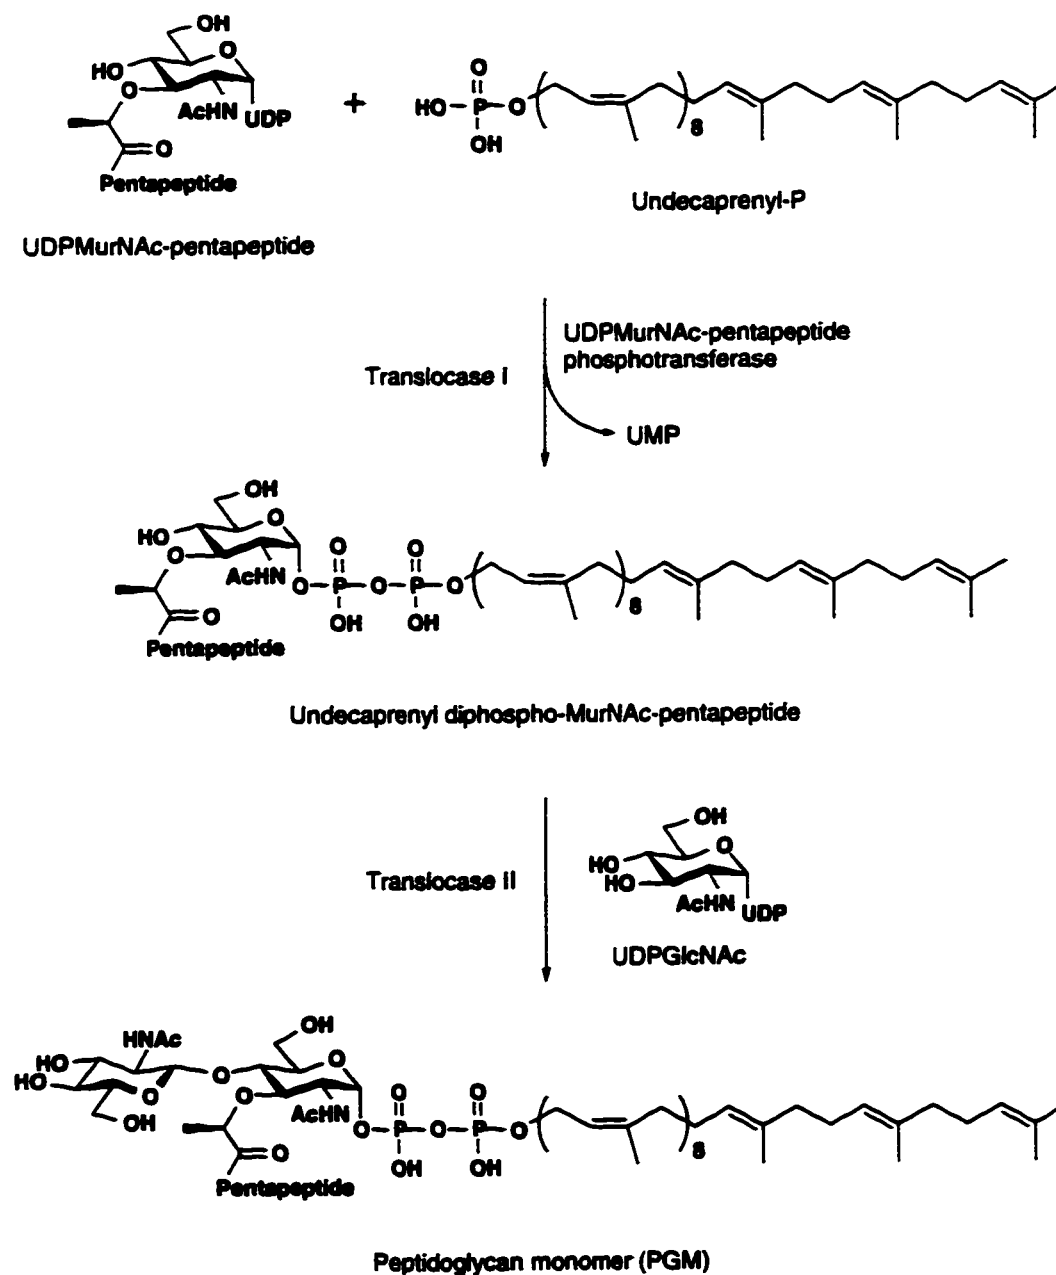 OH
O
HO
O
AcHN
UDP
O
Pentapeptide
UDPMurNAc-pentapeptide
+
O
HO P O
OH
8
Undecaprenyl-P
Translocase I
UDPMurNAc-pentapeptide
phosphotransferase
UMP
OH
O
HO
O
AcHN
O P O P O
O O
OH OH
8
O
Pentapeptide
Undecaprenyl diphospho-MurNAc-pentapeptide
Translocase II
OH
O
HO
HO
AcHN
UDP
UDPGlcNAc
HNAc
OH
O
HO
HO
O
O
O
AcHN
OH
O O
O P O P O
OH OH
8
O
Pentapeptide
Peptidoglycan monomer (PGM)